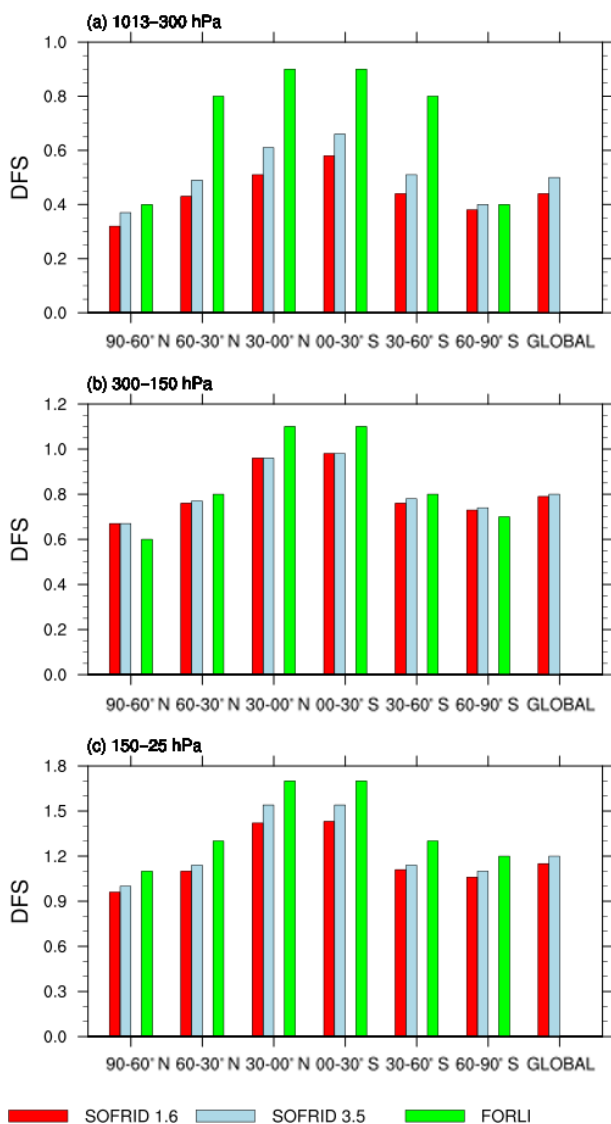 (a) 1013–300 hPa
1.0
0.8
0.6
0.4
0.2
0.0
DFS
90-60° N 60-30° N 30-00° N 00-30° S 30-60° S 60-90° S GLOBAL
(b) 300–150 hPa
1.2
1.0
0.8
0.6
0.4
0.2
0.0
DFS
90-60° N 60-30° N 30-00° N 00-30° S 30-60° S 60-90° S GLOBAL
(c) 150–25 hPa
1.8
1.5
1.2
0.9
0.6
0.3
0.0
DFS
90-60° N 60-30° N 30-00° N 00-30° S 30-60° S 60-90° S GLOBAL
SOFRID 1.6 SOFRID 3.5 FORLI